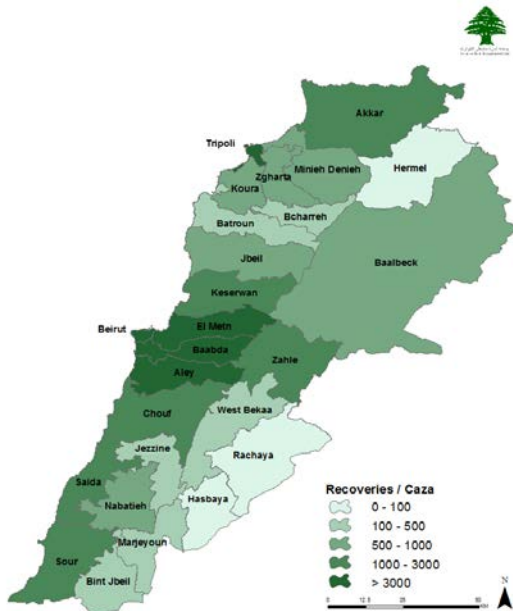 Akkar
Tripoli
Minieh Denieh
Hermel
Zgharta
Koura
Bcharreh
Batroun
Jbeil
Baalbeck
Keserwan
Beirut
El Metn
Baabda
Zahle
Aley
Chouf
West Bekaa
Jezzine
Rachaya
Saida
Hasbaya
Nabatieh
Marjeyoun
Sour
Bint Jbeil
Recoveries / Caza
0 - 100
100 - 500
500 - 1000
1000 - 3000
> 3000
N